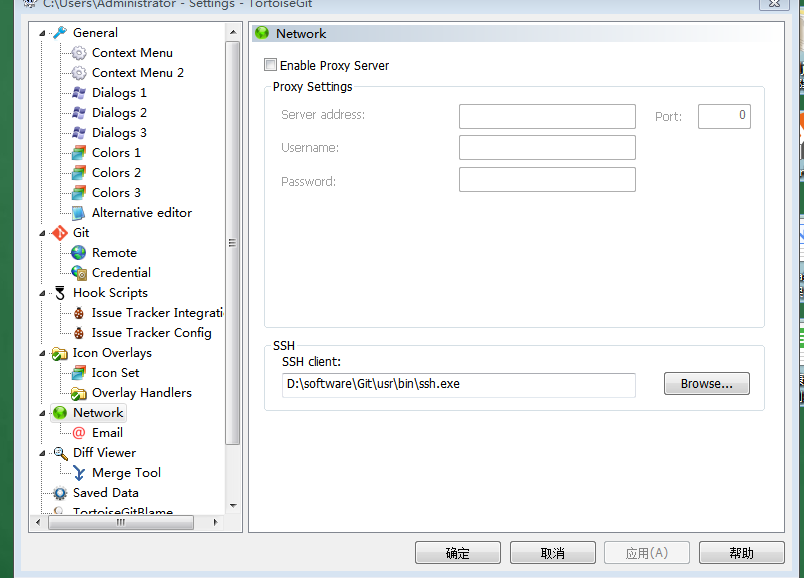 C:\Users\Administrator - Settings - TortoiseGit
General
Context Menu
Context Menu 2
Dialogs 1
Dialogs 2
Dialogs 3
Colors 1
Colors 2
Colors 3
Alternative editor
Git
Remote
Credential
Hook Scripts
Issue Tracker Integrati
Issue Tracker Config
Icon Overlays
Icon Set
Overlay Handlers
Network
Email
Diff Viewer
Merge Tool
Saved Data
TortoiseGitBlame
Network
Enable Proxy Server
Proxy Settings
Server address:
Port: 0
Username:
Password:
SSH
SSH client:
D:\software\Git\usr\bin\ssh.exe
Browse...
确定 取消 应用(A) 帮助